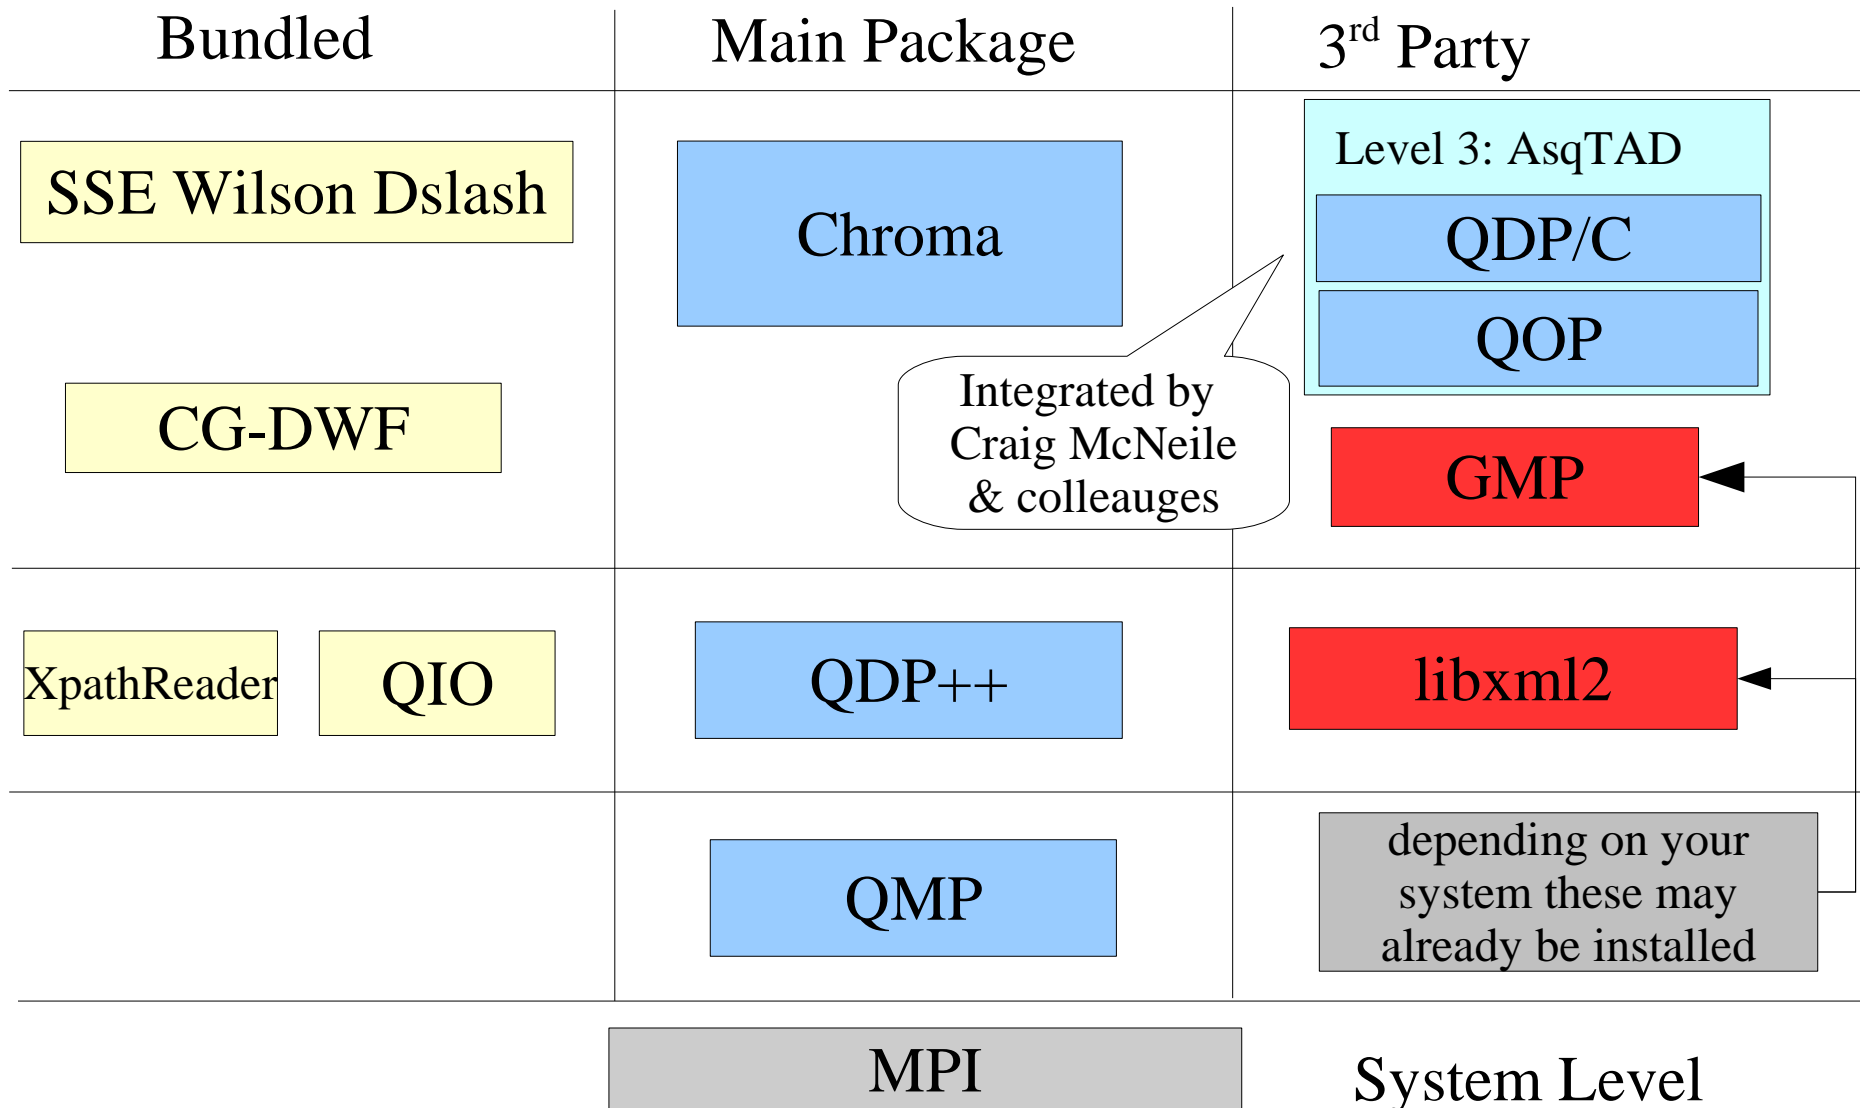 Bundled
Main Package
3rd Party
SSE Wilson Dslash
Chroma
Level 3: AsqTAD
QDP/C
QOP
Integrated by
Craig McNeile
& colleauges
CG-DWF
GMP
XpathReader
QIO
QDP++
libxml2
QMP
depending on your
system these may
already be installed
MPI
System Level